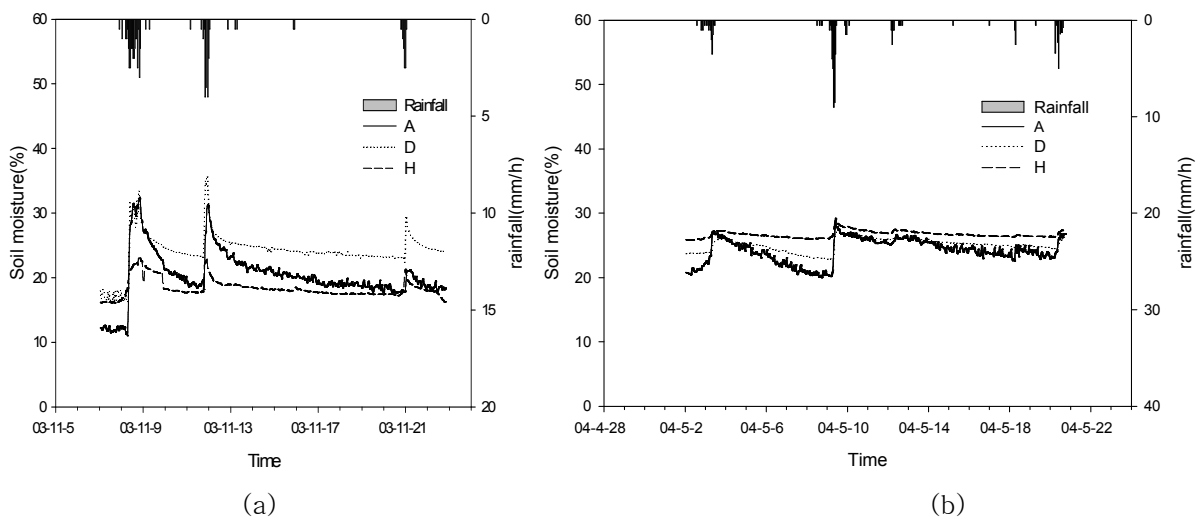 60
50
40
30
20
10
0
Soil moisture(%)
0
5
10
15
20
rainfall(mm/h)
Rainfall
A
D
H
03-11-5
03-11-9
03-11-13
03-11-17
03-11-21
Time
(a)
60
50
40
30
20
10
0
Soil moisture(%)
0
10
20
30
40
rainfall(mm/h)
Rainfall
A
D
H
04-4-28
04-5-2
04-5-6
04-5-10
04-5-14
04-5-18
04-5-22
Time
(b)